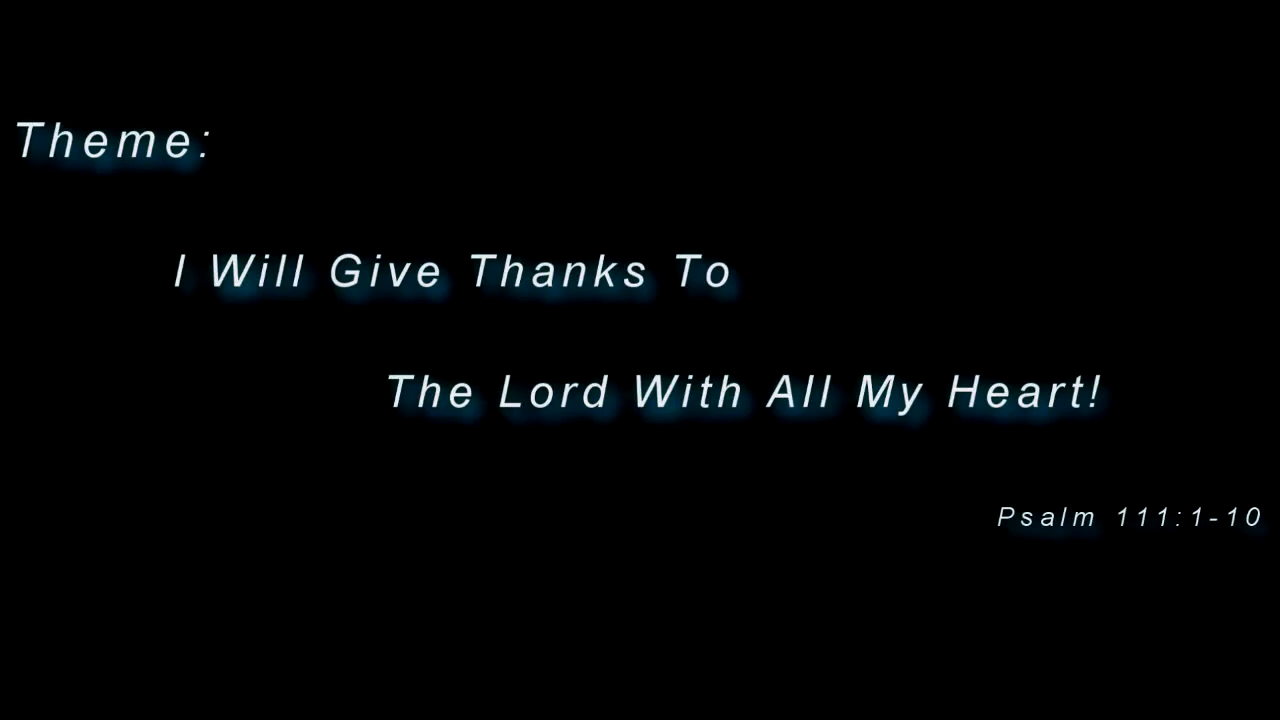 Theme:
I Will Give Thanks To
The Lord With All My Heart!
Psalm 111:1-10